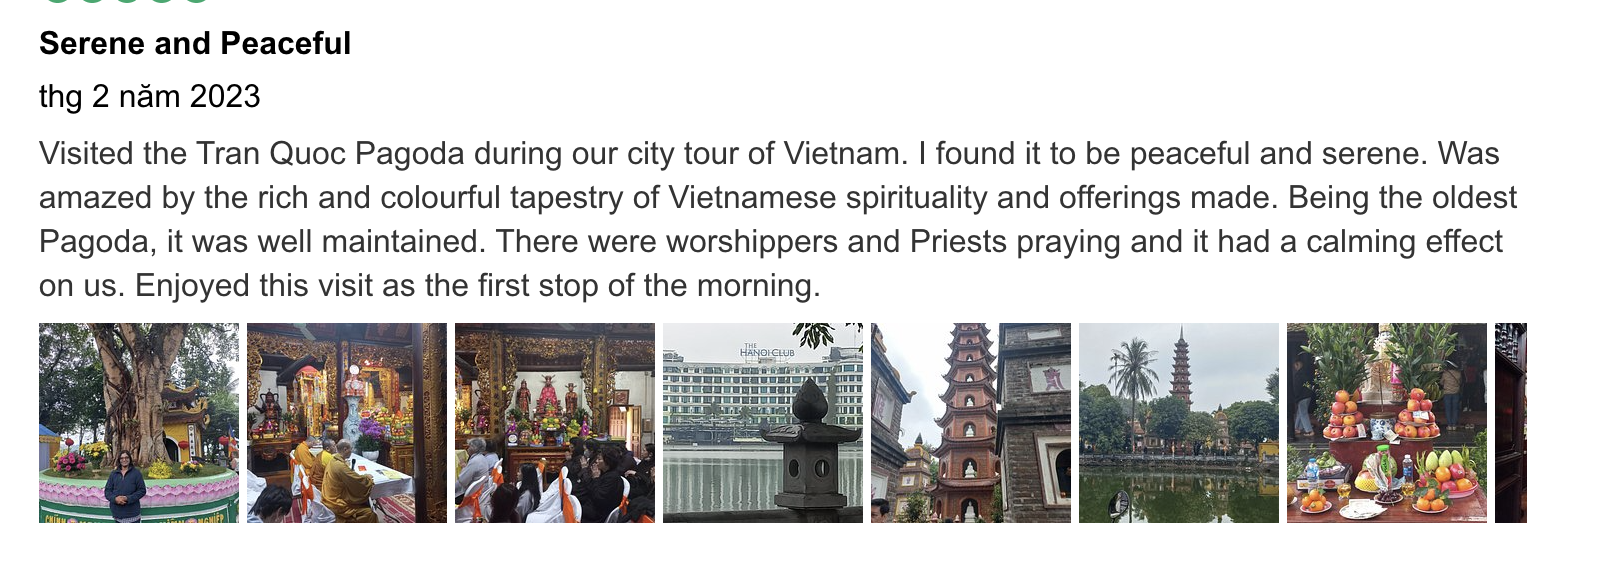 Serene and Peaceful
thg 2 năm 2023
Visited the Tran Quoc Pagoda during our city tour of Vietnam. I found it to be peaceful and serene. Was
amazed by the rich and colourful tapestry of Vietnamese spirituality and offerings made. Being the oldest
Pagoda, it was well maintained. There were worshippers and Priests praying and it had a calming effect
on us. Enjoyed this visit as the first stop of the morning.
THE
HANOI CLUB